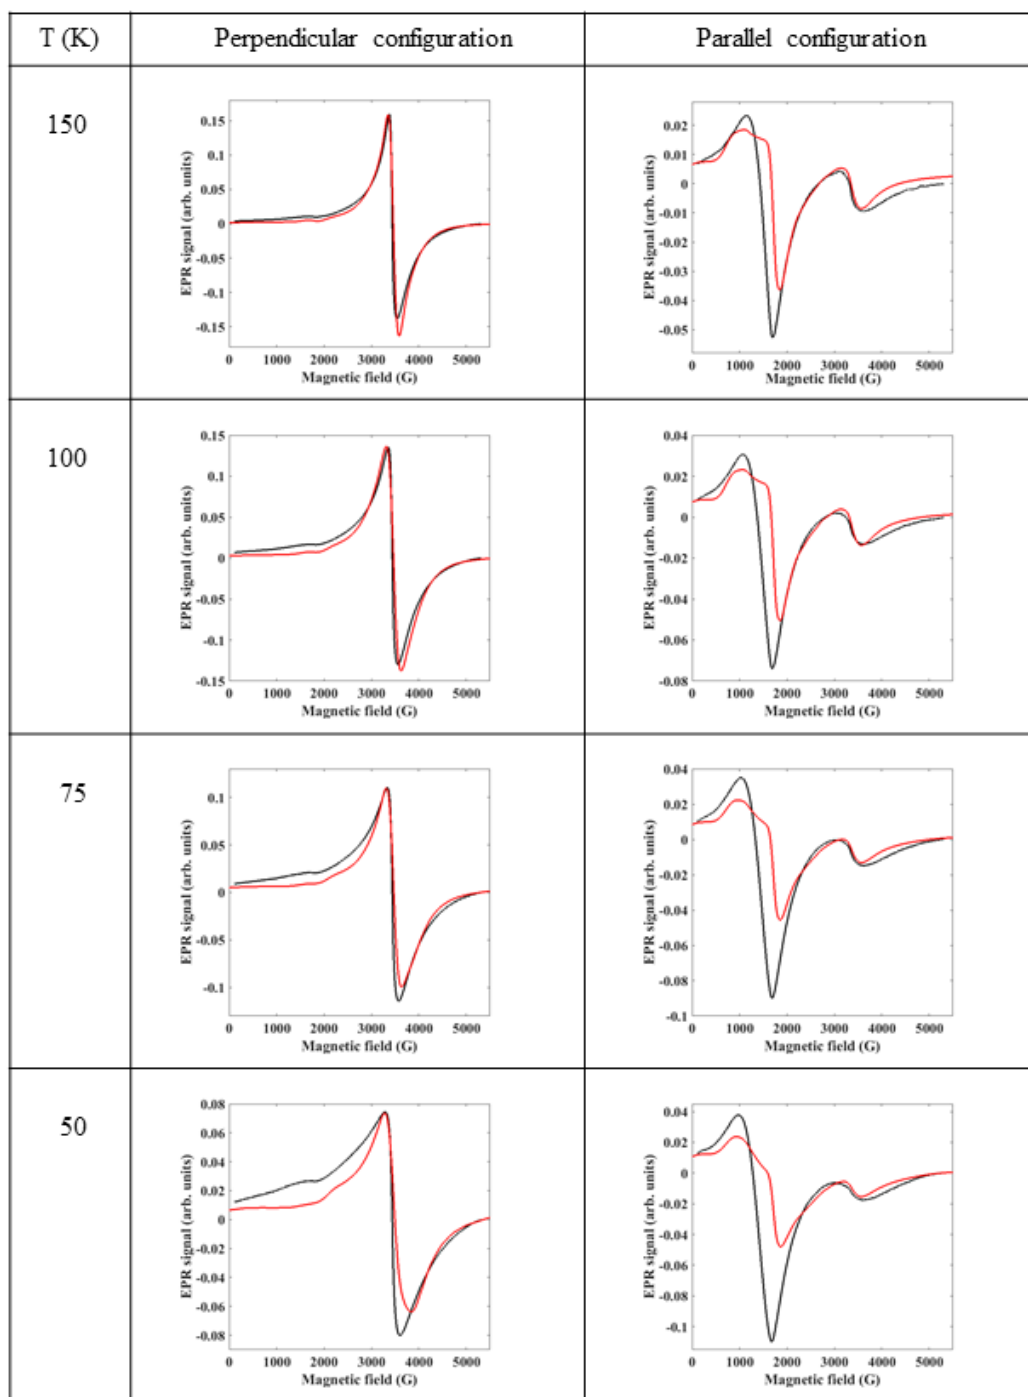 T (K) Perpendicular configuration Parallel configuration
150
EPR signal (arb. units)
0.15
0.1
0.05
0
-0.05
-0.1
-0.15
0 1000 2000 3000 4000 5000
Magnetic field (G)
EPR signal (arb. units)
0.02
0.01
0
-0.01
-0.02
-0.03
-0.04
-0.05
0 1000 2000 3000 4000 5000
Magnetic field (G)
100
EPR signal (arb. units)
0.15
0.1
0.05
0
-0.05
-0.1
-0.15
0 1000 2000 3000 4000 5000
Magnetic field (G)
EPR signal (arb. units)
0.04
0.02
0
-0.02
-0.04
-0.06
-0.08
0 1000 2000 3000 4000 5000
Magnetic field (G)
75
EPR signal (arb. units)
0.1
0.05
0
-0.05
-0.1
0 1000 2000 3000 4000 5000
Magnetic field (G)
EPR signal (arb. units)
0.04
0.02
0
-0.02
-0.04
-0.06
-0.08
-0.1
0 1000 2000 3000 4000 5000
Magnetic field (G)
50
EPR signal (arb. units)
0.08
0.06
0.04
0.02
0
-0.02
-0.04
-0.06
-0.08
0 1000 2000 3000 4000 5000
Magnetic field (G)
EPR signal (arb. units)
0.04
0.02
0
-0.02
-0.04
-0.06
-0.08
-0.1
0 1000 2000 3000 4000 5000
Magnetic field (G)